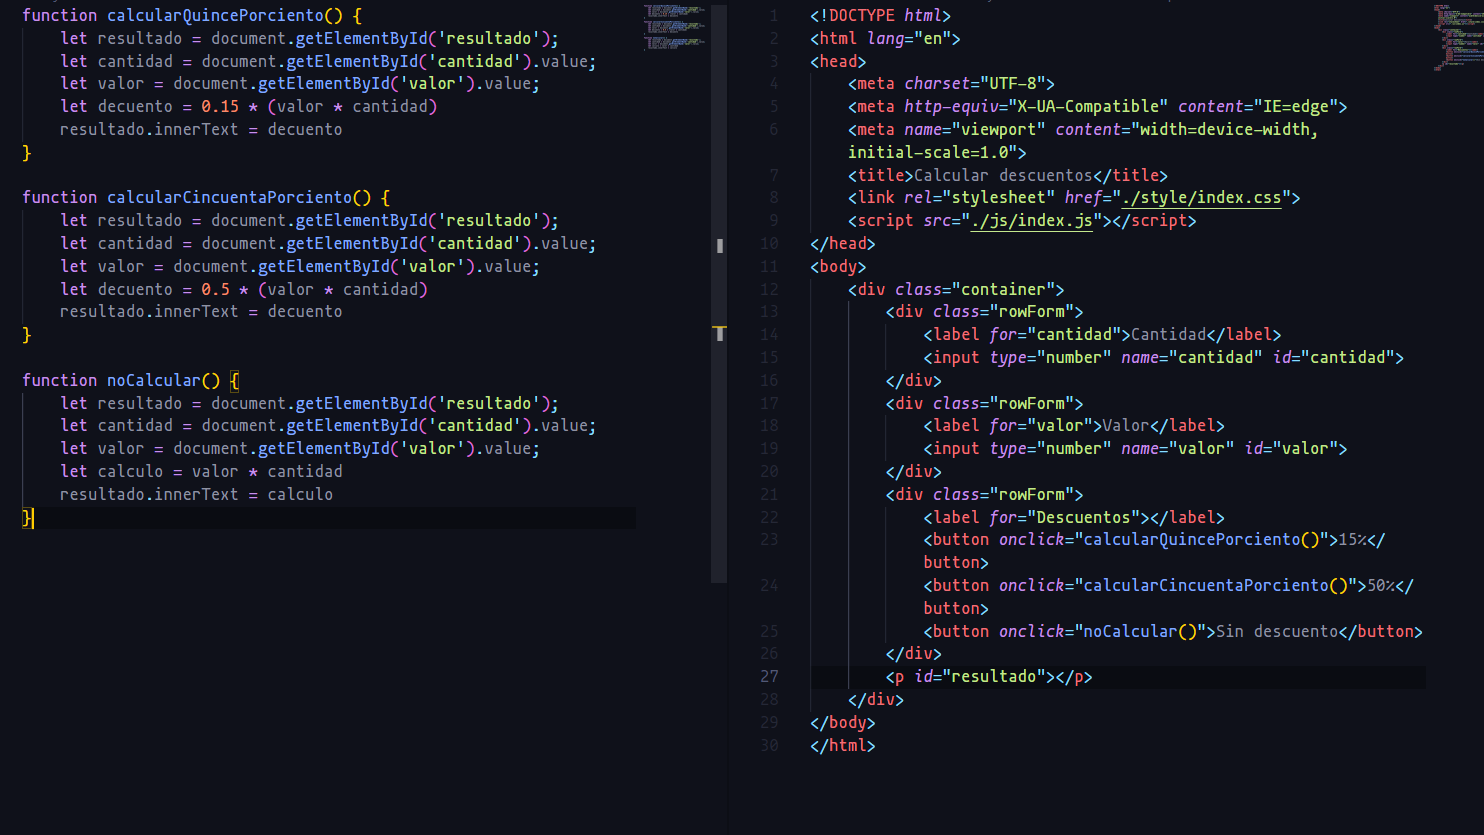 function calcularQuincePorciento() {
    let resultado = document.getElementById('resultado');
    let cantidad = document.getElementById('cantidad').value;
    let valor = document.getElementById('valor').value;
    let decuento = 0.15 * (valor * cantidad)
    resultado.innerText = decuento
}
function calcularCincuentaPorciento() {
    let resultado = document.getElementById('resultado');
    let cantidad = document.getElementById('cantidad').value;
    let valor = document.getElementById('valor').value;
    let decuento = 0.5 * (valor * cantidad)
    resultado.innerText = decuento
}
function noCalcular() {
    let resultado = document.getElementById('resultado');
    let cantidad = document.getElementById('cantidad').value;
    let valor = document.getElementById('valor').value;
    let calculo = valor * cantidad
    resultado.innerText = calculo
}
1 <!DOCTYPE html>
2 <html lang="en">
3 <head>
4     <meta charset="UTF-8">
5     <meta http-equiv="X-UA-Compatible" content="IE=edge">
6     <meta name="viewport" content="width=device-width,
    initial-scale=1.0">
7     <title>Calcular descuentos</title>
8     <link rel="stylesheet" href="./style/index.css">
9     <script src="./js/index.js"></script>
10 </head>
11 <body>
12     <div class="container">
13         <div class="rowForm">
14             <label for="cantidad">Cantidad</label>
15             <input type="number" name="cantidad" id="cantidad">
16         </div>
17         <div class="rowForm">
18             <label for="valor">Valor</label>
19             <input type="number" name="valor" id="valor">
20         </div>
21         <div class="rowForm">
22             <label for="Descuentos"></label>
23             <button onclick="calcularQuincePorciento()">15%</
            button>
24             <button onclick="calcularCincuentaPorciento()">50%</
            button>
25             <button onclick="noCalcular()">Sin descuento</button>
26         </div>
27         <p id="resultado"></p>
28     </div>
29 </body>
30 </html>